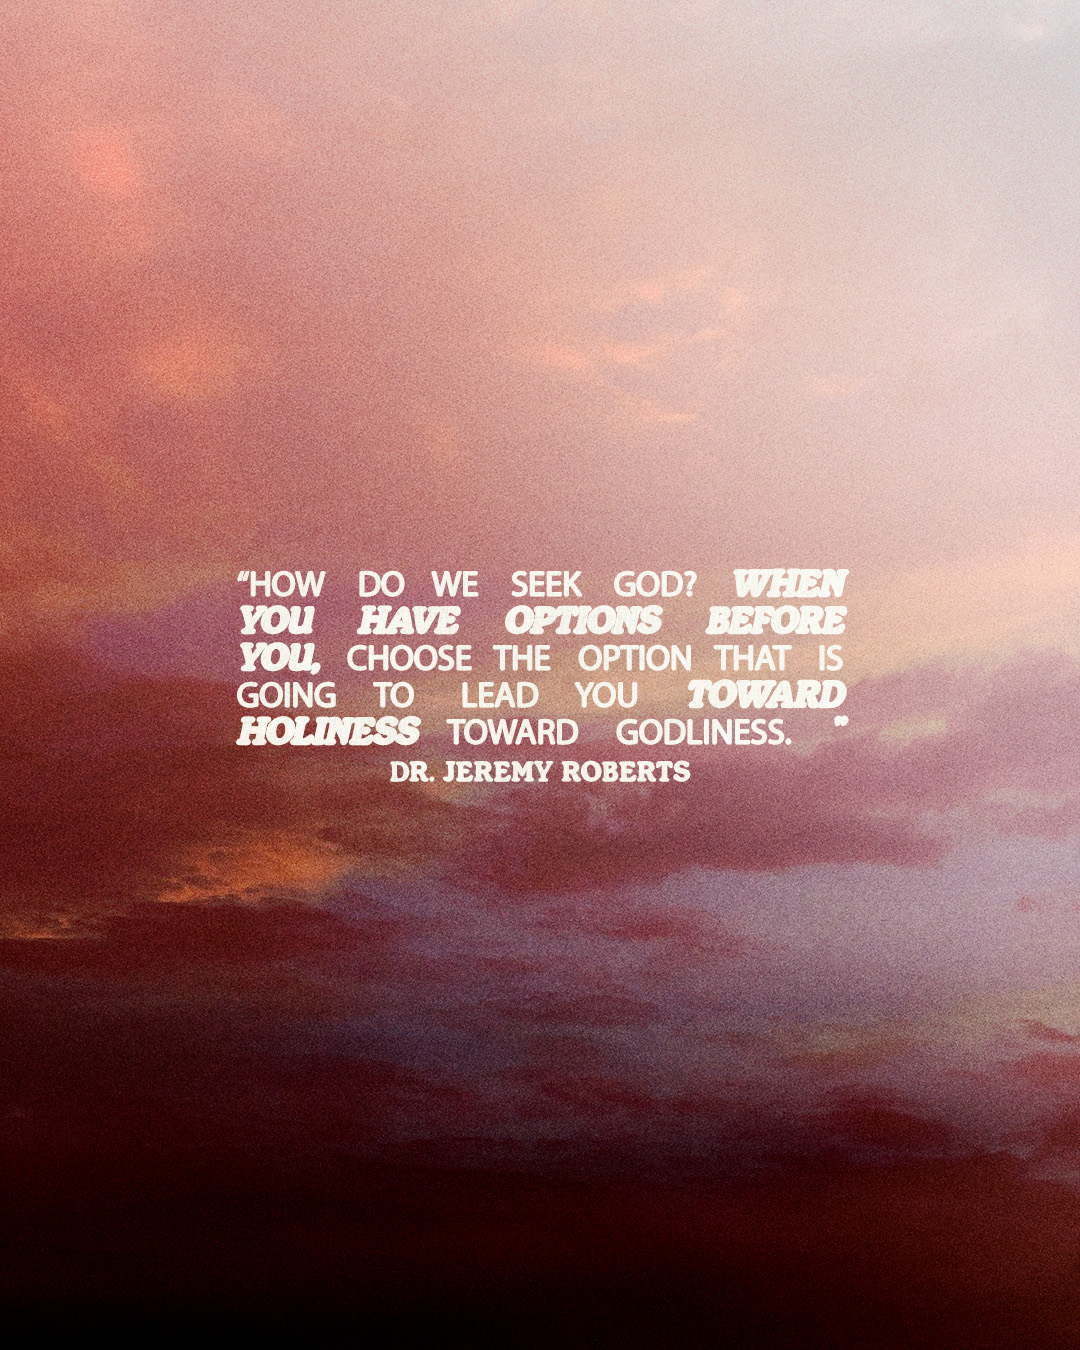 “HOW DO WE SEEK GOD? WHEN
YOU HAVE OPTIONS BEFORE
YOU, CHOOSE THE OPTION THAT IS
GOING TO LEAD YOU TOWARD
HOLINESS TOWARD GODLINESS. ”
DR. JEREMY ROBERTS